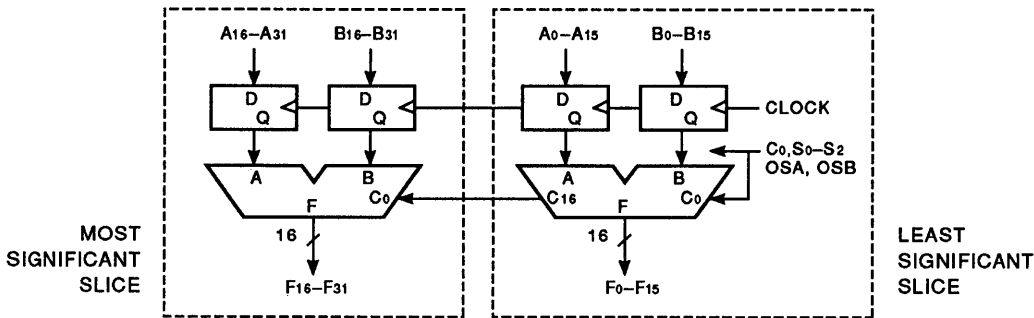 A16–A31 B16–B31 A0–A15 B0–B15
D D D D
Q Q Q Q
CLOCK
C0,S0–S2
OSA, OSB
A B A B
C0 C16 C0
F F
16 16
MOST
SIGNIFICANT
SLICE
LEAST
SIGNIFICANT
SLICE
F16–F31 F0–F15